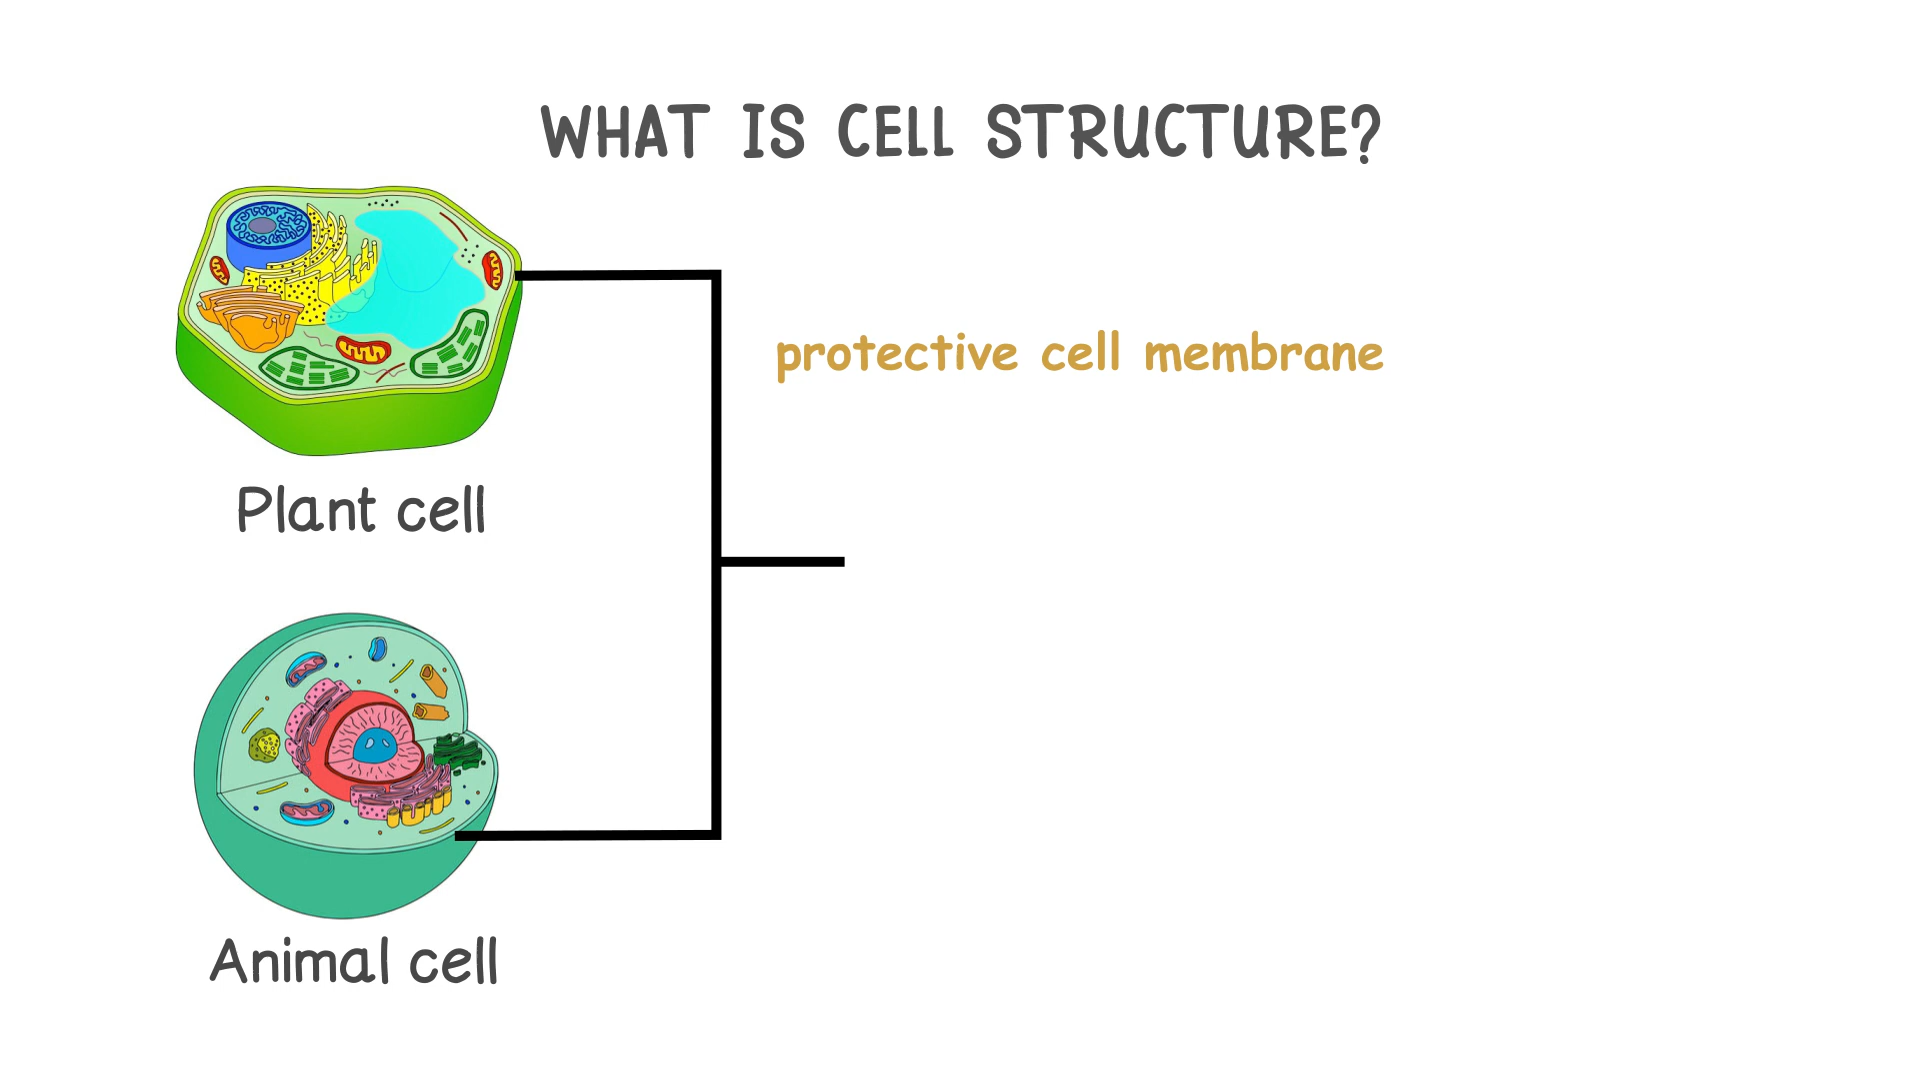 WHAT IS CELL STRUCTURE?
protective cell membrane
Plant cell
Animal cell